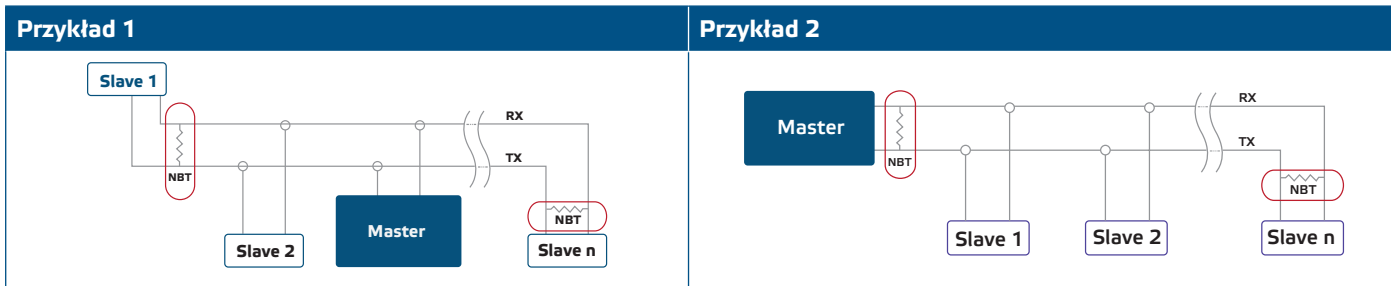 Przykład 1
Slave 1
RX
TX
NBT
NBT
Master
Slave 2
Slave n
Przykład 2
RX
Master
TX
NBT
NBT
Slave 1
Slave 2
Slave n